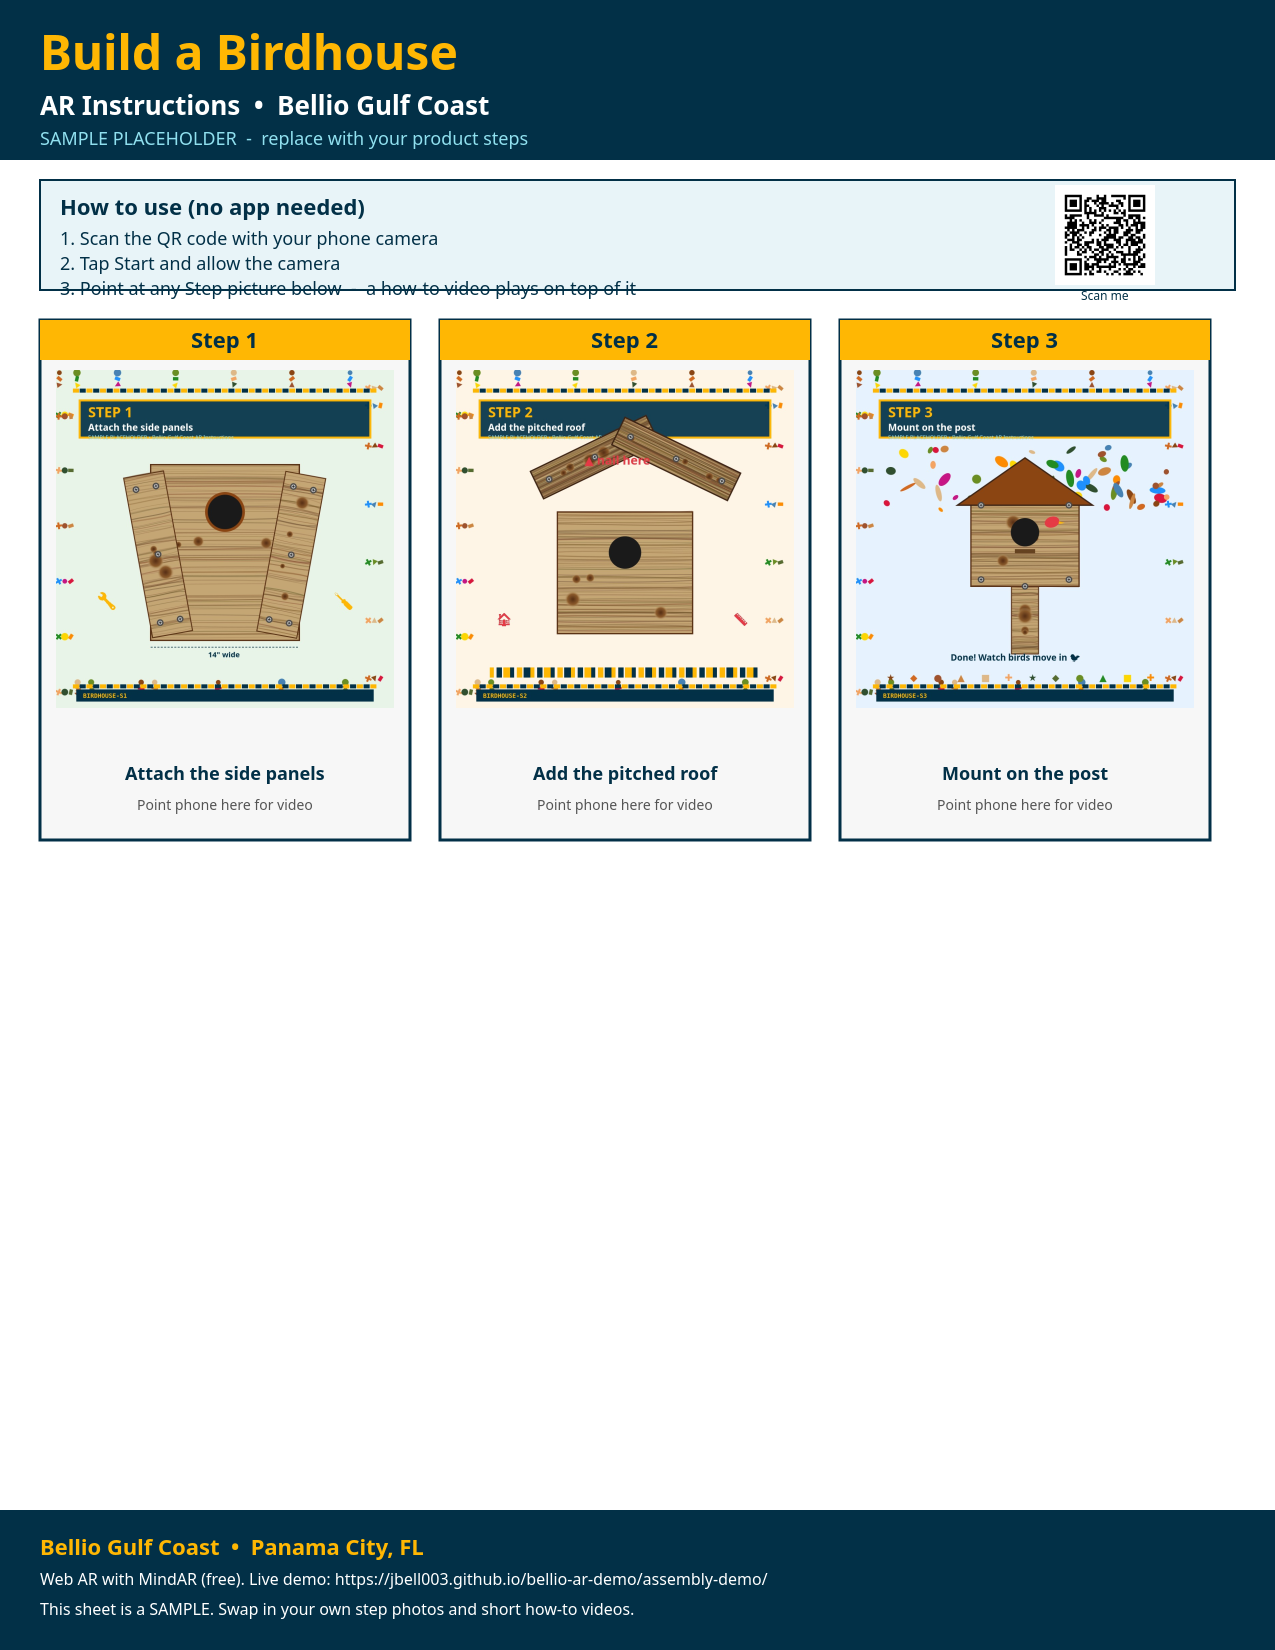 Build a Birdhouse
AR Instructions • Bellio Gulf Coast
SAMPLE PLACEHOLDER - replace with your product steps
How to use (no app needed)
1. Scan the QR code with your phone camera
2. Tap Start and allow the camera
3. Point at any Step picture below - a how-to video plays on top of it
Scan me
Step 1
STEP 1
Attach the side panels
14" wide
BIRDHOUSE-S1
Attach the side panels
Point phone here for video
Step 2
STEP 2
Add the pitched roof
here
BIRDHOUSE-S2
Add the pitched roof
Point phone here for video
Step 3
STEP 3
Mount on the post
Done! Watch birds move in
BIRDHOUSE-S3
Mount on the post
Point phone here for video
Bellio Gulf Coast • Panama City, FL
Web AR with MindAR (free). Live demo: https://jbell003.github.io/bellio-ar-demo/assembly-demo/
This sheet is a SAMPLE. Swap in your own step photos and short how-to videos.